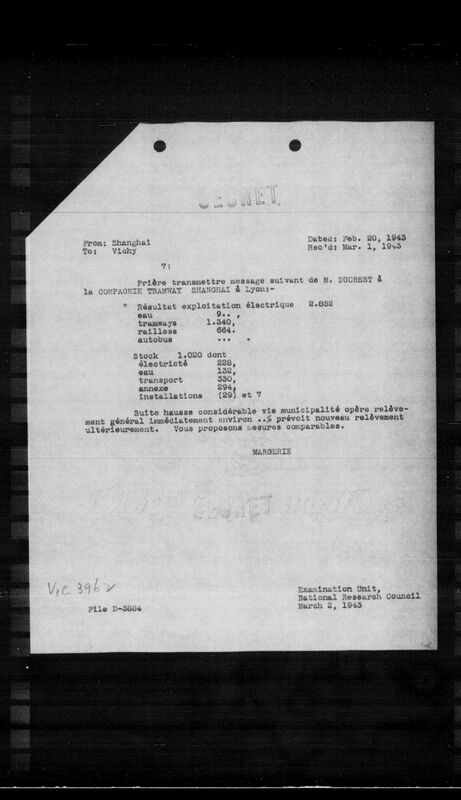 SECRET
From: Shanghai
To: Vichy
Dated: Feb. 20, 1943
Rec'd: Mar. 1, 1943
71
Prière transmettre message suivant de M. DUCREST à
la COMPAGNIE TRAMWAY SHANGHAI à Lyon:-
" Résultat exploitation électrique 2.852
eau 9.. ,
tramways 1.340,
railless 664.
autobus ... .
Stock 1.020 dont
électricté 228,
eau 132,
transport 330,
annexe 294,
installations (29) et 7
Suite hausse considérable vie municipalité opère relève-
ment général immédiatement environ ..% prévoit nouveau relèvement
ultérieurement. Vous proposons mesures comparables.
MARGERIE
SECRET
Vic 3962
File D-3884
Examination Unit,
National Research Council
March 2, 1943